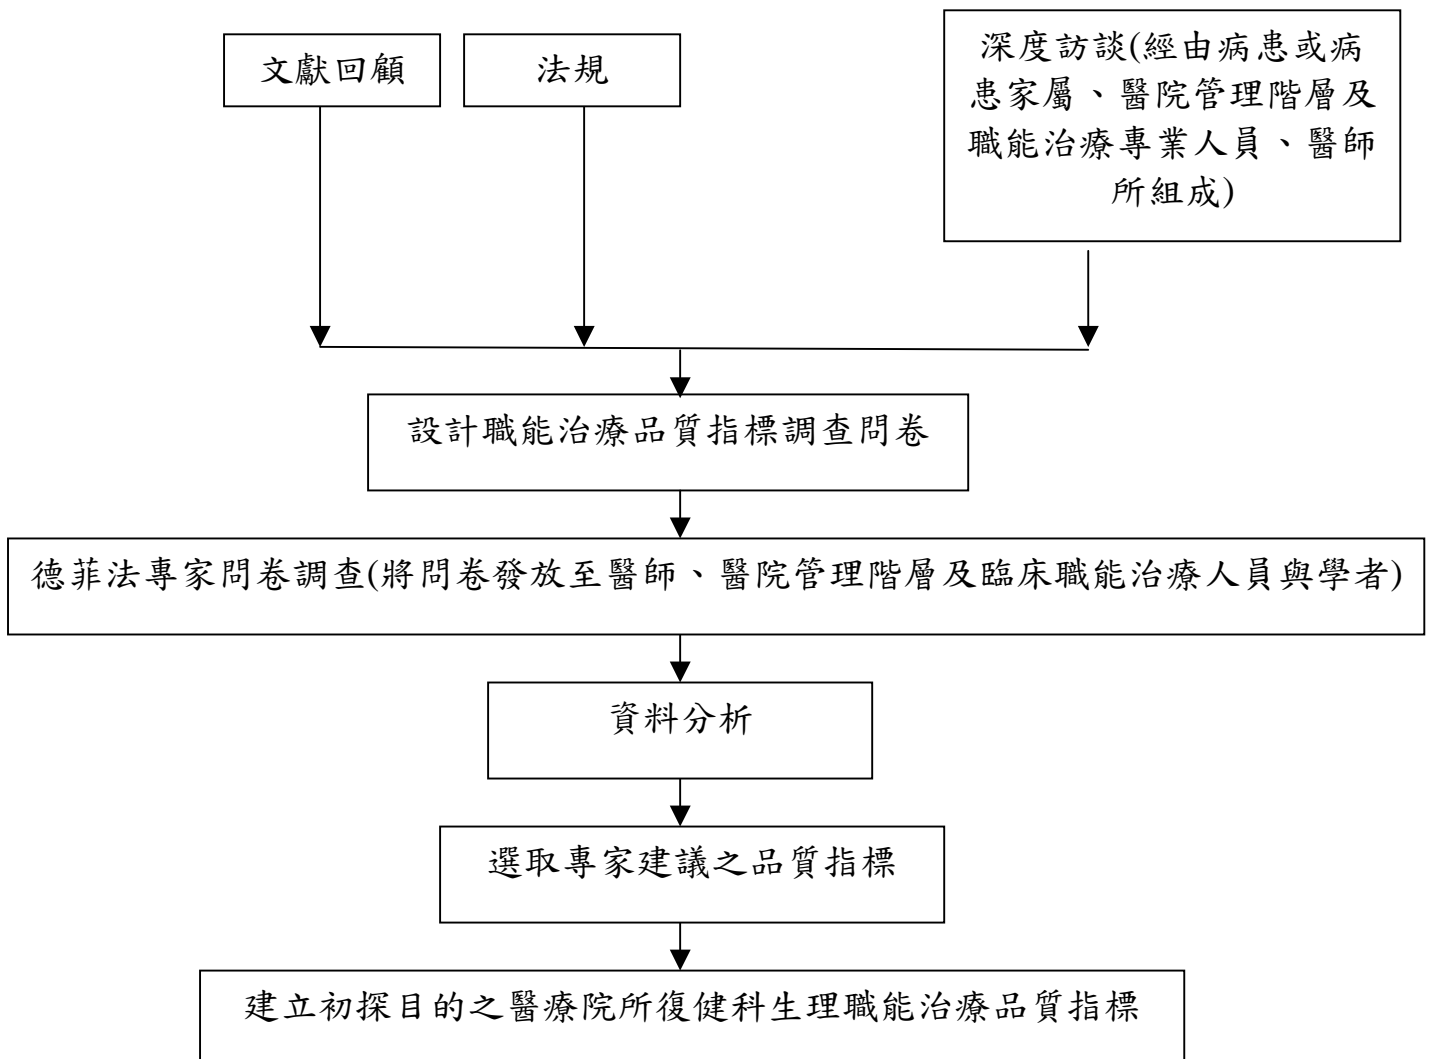 文獻回顧
法規
深度訪談(經由病患或病
患家屬、醫院管理階層及
職能治療專業人員、醫師
所組成)
設計職能治療品質指標調查問卷
德菲法專家問卷調查(將問卷發放至醫師、醫院管理階層及臨床職能治療人員與學者)
資料分析
選取專家建議之品質指標
建立初探目的之醫療院所復健科生理職能治療品質指標